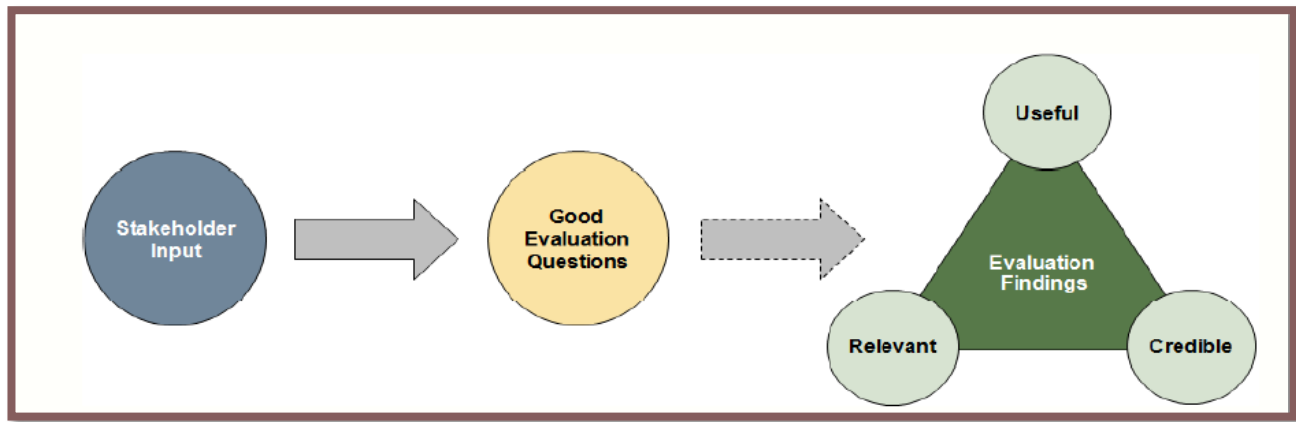 Stakeholder
Input
Good
Evaluation
Questions
Useful
Evaluation
Findings
Relevant
Credible